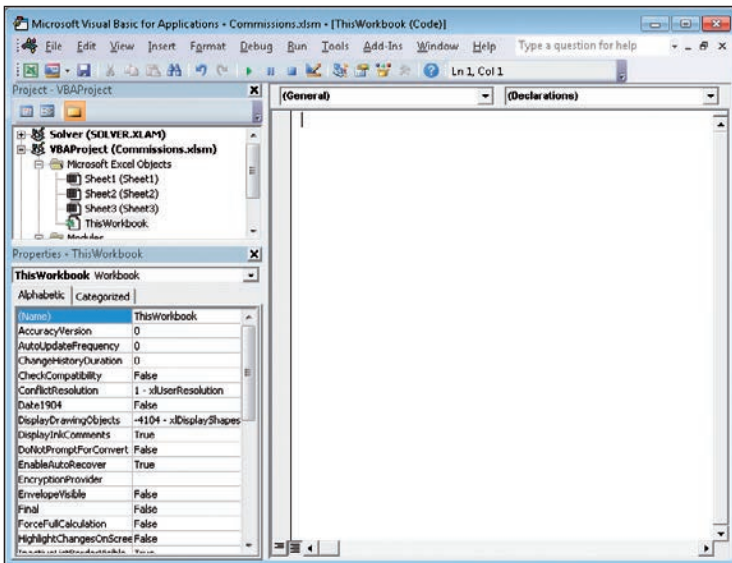 Microsoft Visual Basic for Applications - Commissions.xlsm - [ThisWorkbook (Code)]
File Edit View Insert Format Debug Run Tools Add-Ins Window Help Type a question for help
Ln 1, Col 1
Project - VBAProject
(General) (Declarations)
Solver (SOLVER.XLAM)
VBAProject (Commissions.xlsm)
Microsoft Excel Objects
Sheet1 (Sheet1)
Sheet2 (Sheet2)
Sheet3 (Sheet3)
ThisWorkbook
Modules
Properties - ThisWorkbook
ThisWorkbook Workbook
Alphabetic Categorized
(Name) ThisWorkbook
AccuracyVersion 0
AutoUpdateFrequency 0
ChangeHistoryDuration 0
CheckCompatibility False
ConflictResolution 1 - xlUserResolution
Date1904 False
DisplayDrawingObjects -4104 - xlDisplayShapes
DisplayInkComments True
DoNotPromptForConvert False
EnableAutoRecover True
EncryptionProvider
EnvelopeVisible False
Final False
ForceFullCalculation False
HighlightChangesOnScree False
True